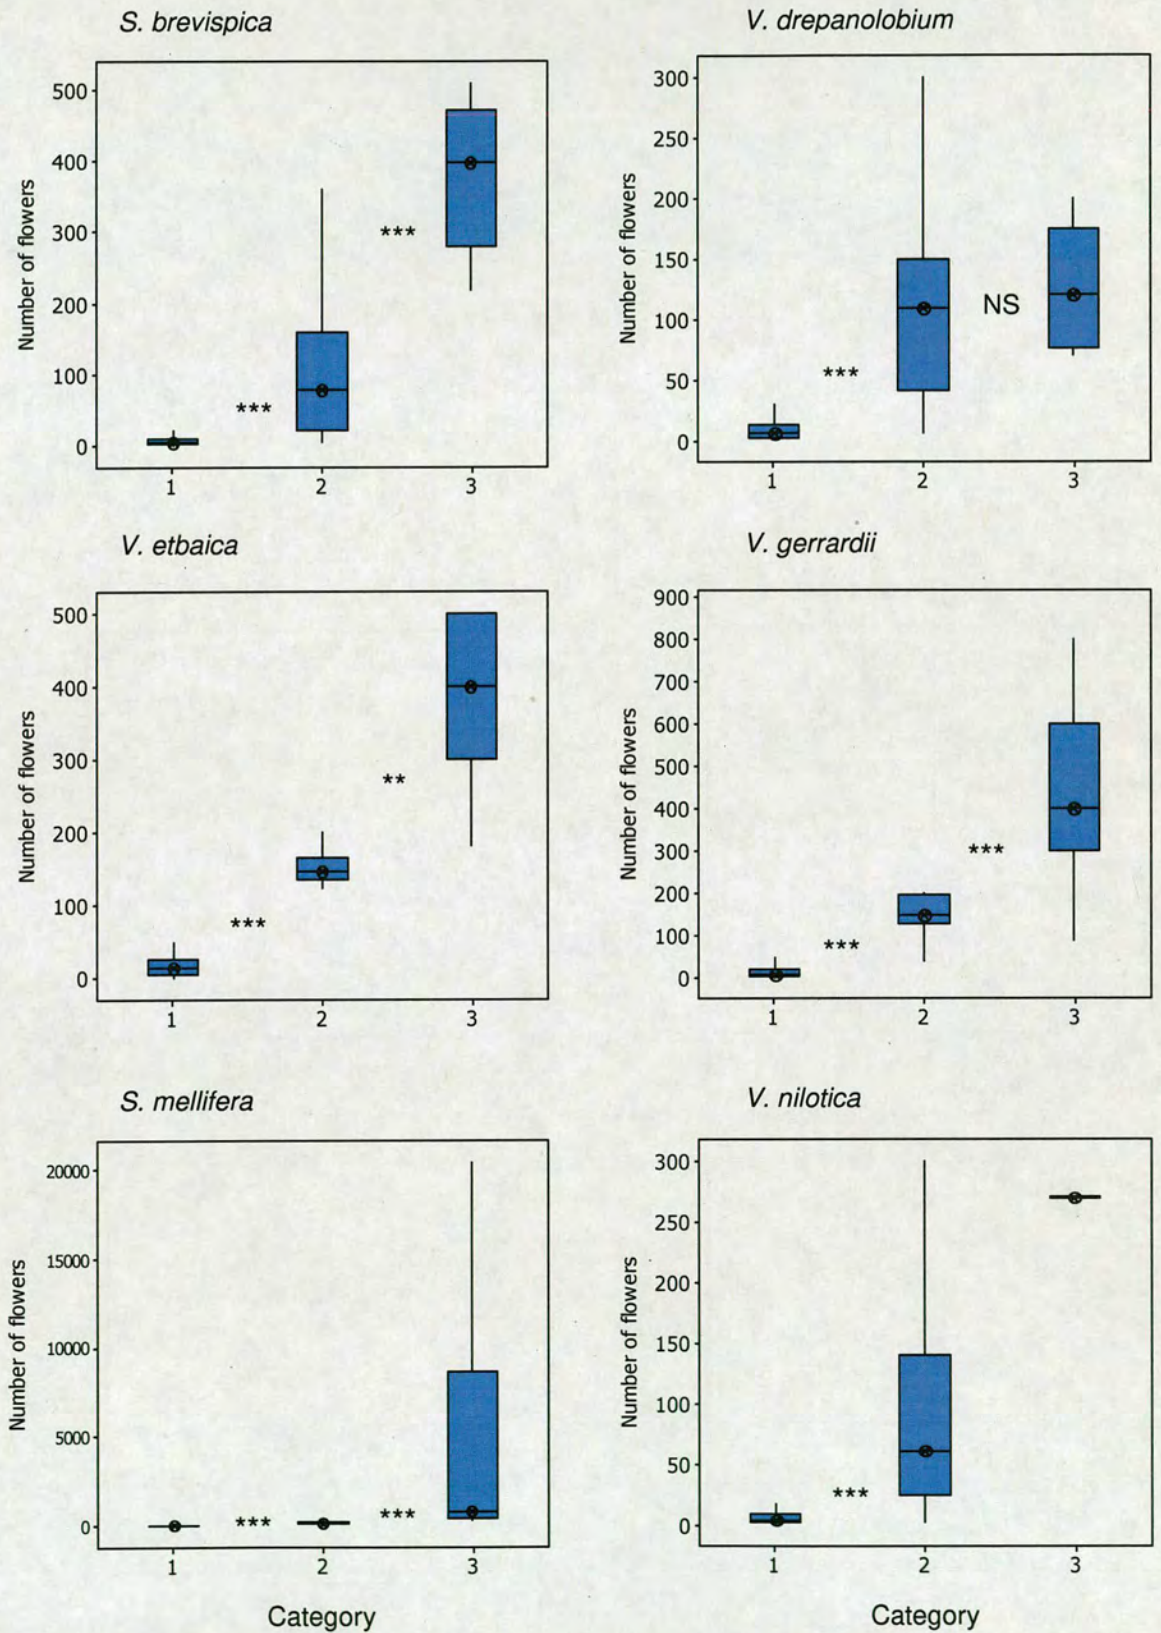 S. brevispica
Number of flowers
500
400
300
200
100
0
***
***
1 2 3
V. drepanolobium
Number of flowers
300
250
200
150
100
50
0
***
NS
1 2 3
V. etbaica
Number of flowers
500
400
300
200
100
0
***
**
1 2 3
V. gerrardii
Number of flowers
900
800
700
600
500
400
300
200
100
0
***
***
1 2 3
S. mellifera
Number of flowers
20000
15000
10000
5000
0
***
***
1 2 3
Category
V. nilotica
Number of flowers
300
250
200
150
100
50
0
***
1 2 3
Category